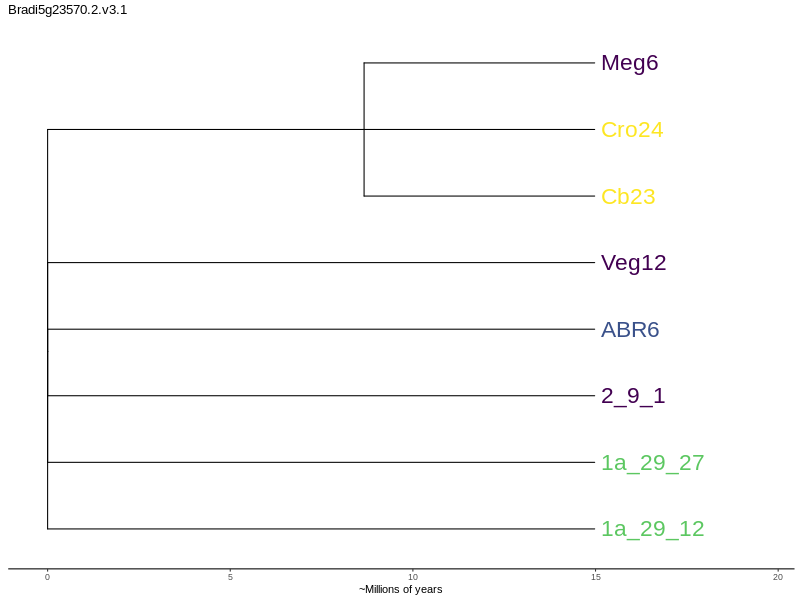 Bradi5g23570.2.v3.1
Meg6
Cro24
Cb23
Veg12
ABR6
2_9_1
1a_29_27
1a_29_12
0 5 10 15 20
~Millions of years